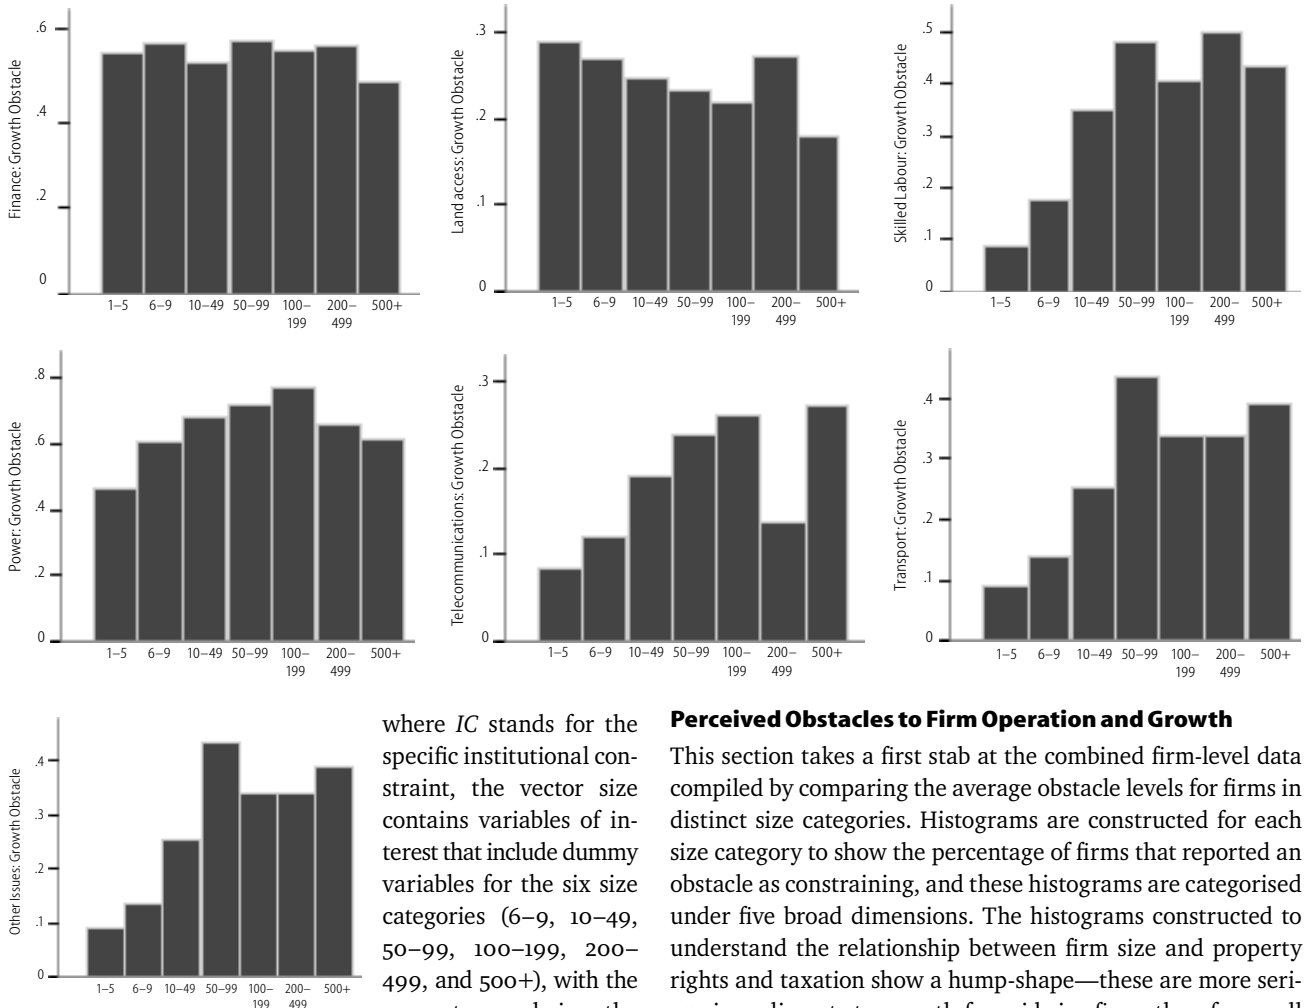 Finance: Growth Obstacle
.6
.4
.2
0
1–5 6–9 10–49 50–99 100–199 200–499 500+
Land access: Growth Obstacle
.3
.2
.1
0
1–5 6–9 10–49 50–99 100–199 200–499 500+
Skilled Labour: Growth Obstacle
.5
.4
.3
.2
.1
0
1–5 6–9 10–49 50–99 100–199 200–499 500+
Power: Growth Obstacle
.8
.6
.4
.2
0
1–5 6–9 10–49 50–99 100–199 200–499 500+
Telecommunications: Growth Obstacle
.3
.2
.1
0
1–5 6–9 10–49 50–99 100–199 200–499 500+
Transport: Growth Obstacle
.4
.3
.2
.1
0
1–5 6–9 10–49 50–99 100–199 200–499 500+
Other Issues: Growth Obstacle
.4
.3
.2
.1
0
1–5 6–9 10–49 50–99 100–199 200–499 500+
where IC stands for the
specific institutional con-
straint, the vector size
contains variables of in-
terest that include dummy
variables for the six size
categories (6–9, 10–49,
50–99, 100–199, 200–
499, and 500+), with the
Perceived Obstacles to Firm Operation and Growth
This section takes a first stab at the combined firm-level data
compiled by comparing the average obstacle levels for firms in
distinct size categories. Histograms are constructed for each
size category to show the percentage of firms that reported an
obstacle as constraining, and these histograms are categorised
under five broad dimensions. The histograms constructed to
understand the relationship between firm size and property
rights and taxation show a hump-shape—these are more seri-